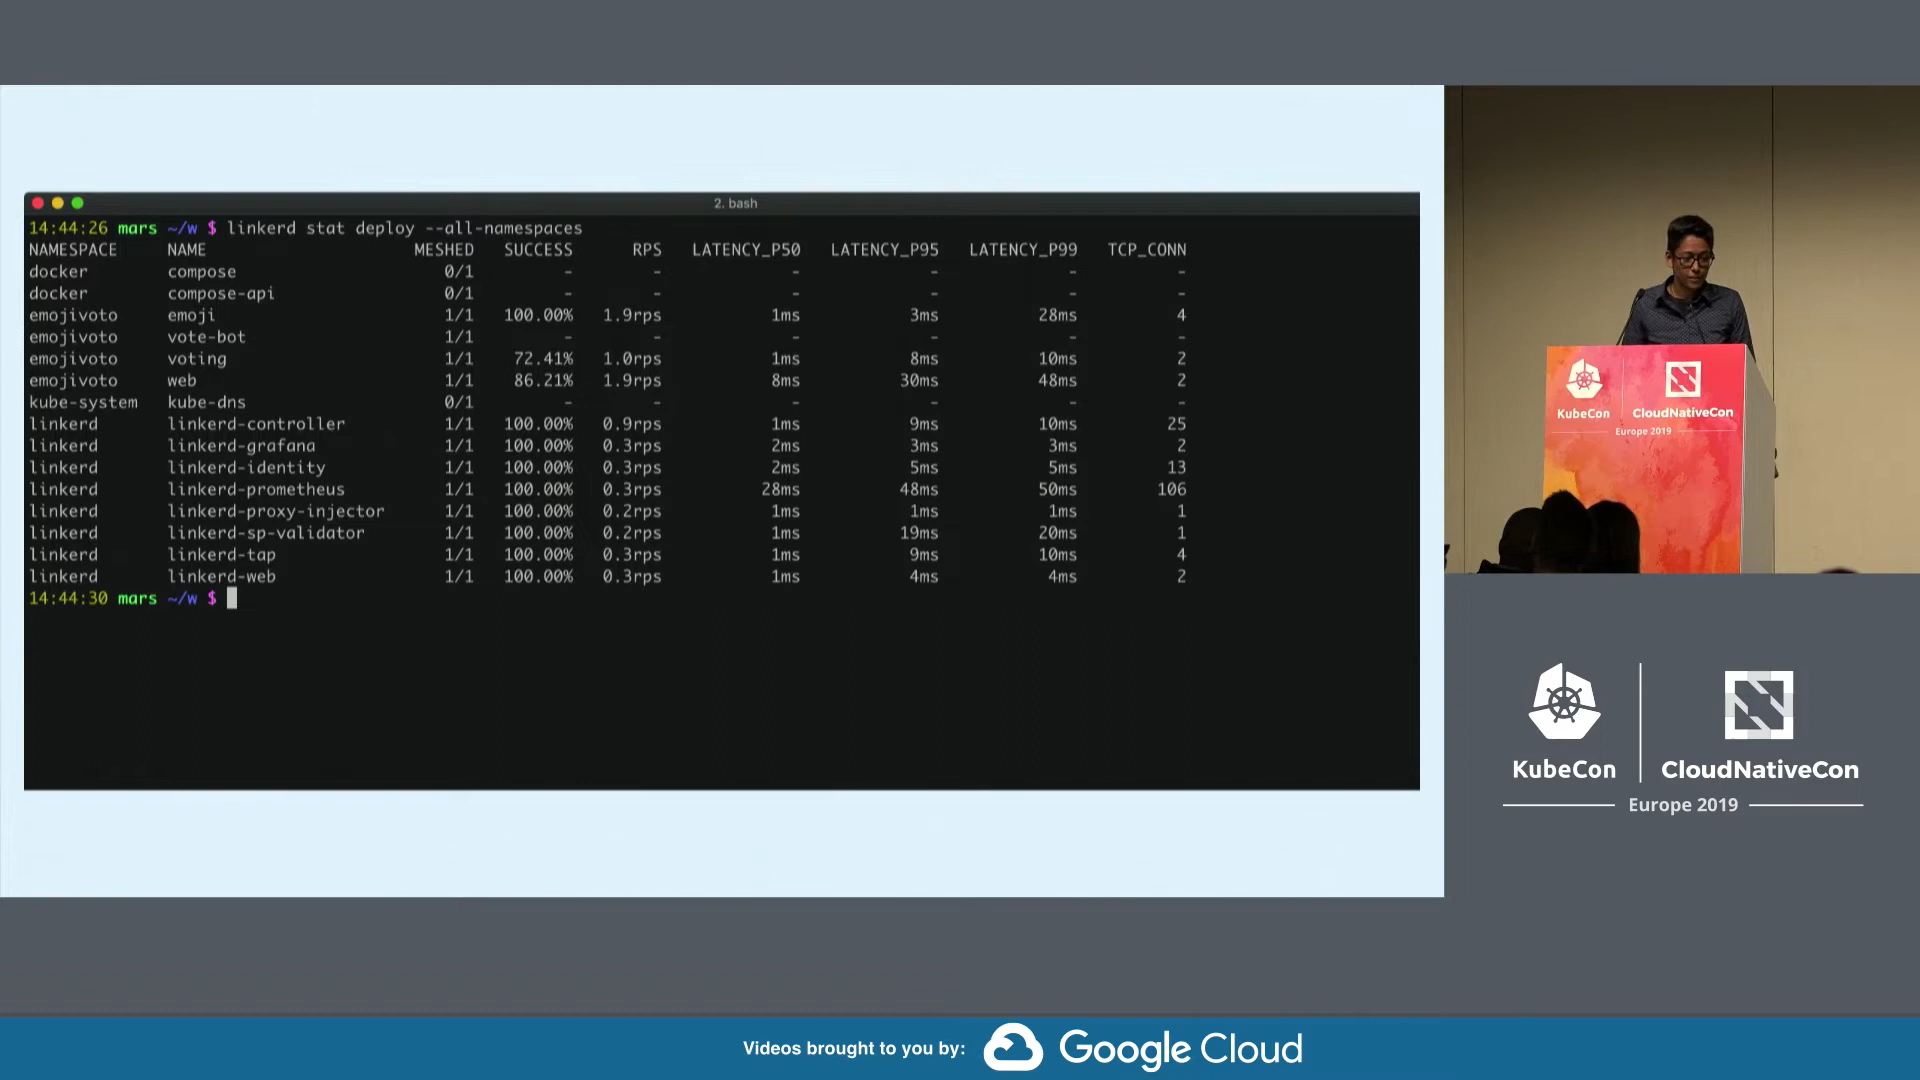 2. bash
14:44:26 mars ~/w $ linkerd stat deploy --all-namespaces
NAMESPACE NAME MESHED SUCCESS RPS LATENCY_P50 LATENCY_P95 LATENCY_P99 TCP_CONN
docker compose 0/1 - - - - - -
docker compose-api 0/1 - - - - - -
emojivoto emoji 1/1 100.00% 1.9rps 1ms 3ms 28ms 4
emojivoto vote-bot 1/1 - - - - - -
emojivoto voting 1/1 72.41% 1.0rps 1ms 8ms 10ms 2
emojivoto web 1/1 86.21% 1.9rps 8ms 30ms 48ms 2
kube-system kube-dns 0/1 - - - - - -
linkerd linkerd-controller 1/1 100.00% 0.9rps 1ms 9ms 10ms 25
linkerd linkerd-grafana 1/1 100.00% 0.3rps 2ms 3ms 3ms 2
linkerd linkerd-identity 1/1 100.00% 0.3rps 2ms 5ms 5ms 13
linkerd linkerd-prometheus 1/1 100.00% 0.3rps 28ms 48ms 50ms 106
linkerd linkerd-proxy-injector 1/1 100.00% 0.2rps 1ms 1ms 1ms 1
linkerd linkerd-sp-validator 1/1 100.00% 0.2rps 1ms 19ms 20ms 1
linkerd linkerd-tap 1/1 100.00% 0.3rps 1ms 9ms 10ms 4
linkerd linkerd-web 1/1 100.00% 0.3rps 1ms 4ms 4ms 2
14:44:30 mars ~/w $
KubeCon CloudNativeCon
Europe 2019
KubeCon CloudNativeCon
Europe 2019
Videos brought to you by: Google Cloud